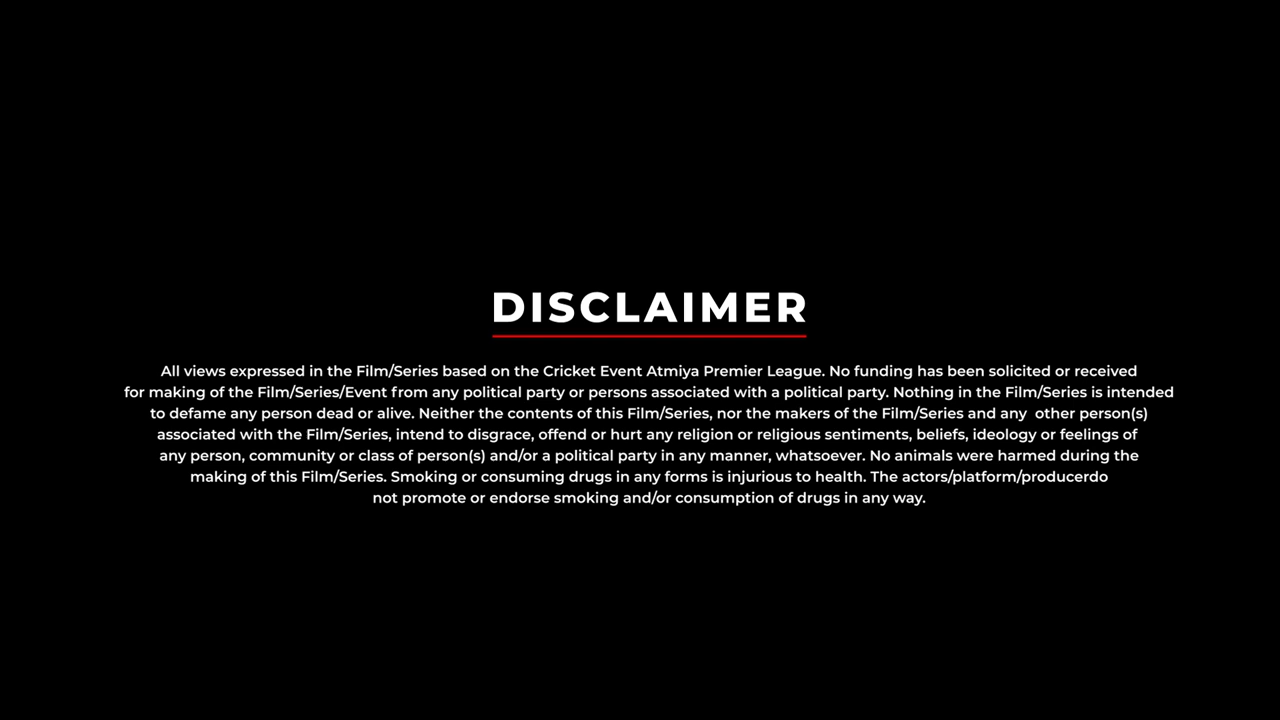 DISCLAIMER
All views expressed in the Film/Series based on the Cricket Event Atmiya Premier League. No funding has been solicited or received
for making of the Film/Series/Event from any political party or persons associated with a political party. Nothing in the Film/Series is intended
to defame any person dead or alive. Neither the contents of this Film/Series, nor the makers of the Film/Series and any  other person(s)
associated with the Film/Series, intend to disgrace, offend or hurt any religion or religious sentiments, beliefs, ideology or feelings of
any person, community or class of person(s) and/or a political party in any manner, whatsoever. No animals were harmed during the
making of this Film/Series. Smoking or consuming drugs in any forms is injurious to health. The actors/platform/producerdo
not promote or endorse smoking and/or consumption of drugs in any way.